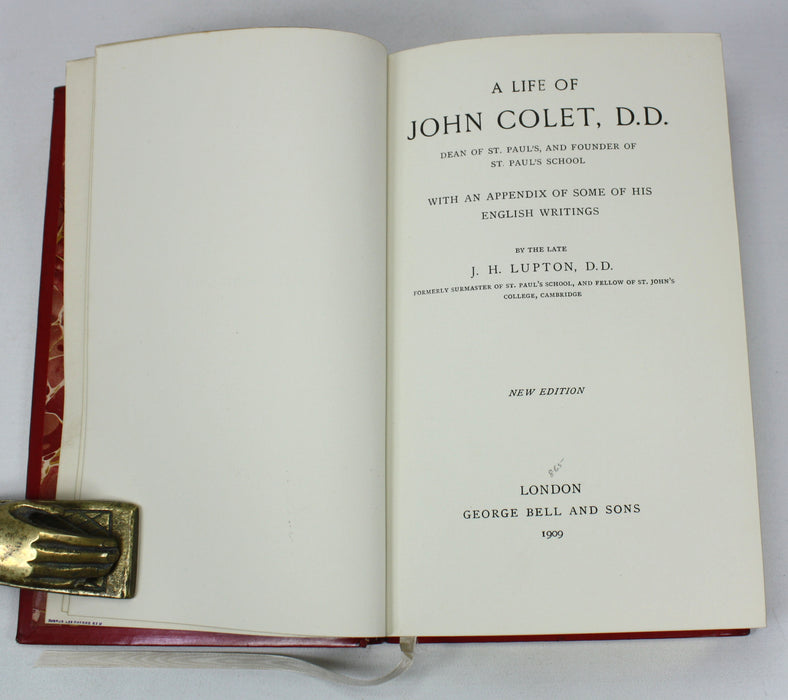 A LIFE OF
JOHN COLET, D.D.
DEAN OF ST. PAUL'S, AND FOUNDER OF
ST. PAUL'S SCHOOL
WITH AN APPENDIX OF SOME OF HIS
ENGLISH WRITINGS
BY THE LATE
J. H. LUPTON, D.D.
FORMERLY SURMASTER OF ST. PAUL'S SCHOOL, AND FELLOW OF ST. JOHN'S
COLLEGE, CAMBRIDGE
NEW EDITION
865
LONDON
GEORGE BELL AND SONS
1909